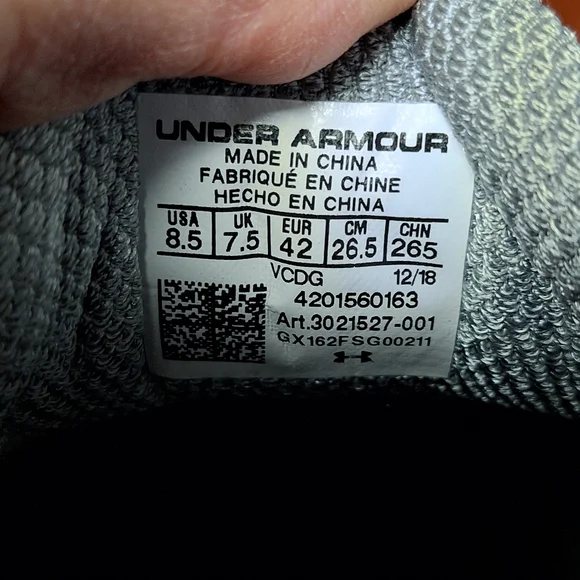 UNDER ARMOUR
MADE IN CHINA
FABRIQUÉ EN CHINE
HECHO EN CHINA
USA UK EUR CM CHN
8.5 7.5 42 26.5 265
VCDG 12/18
4201560163
Art.3021527-001
GX162FSG00211